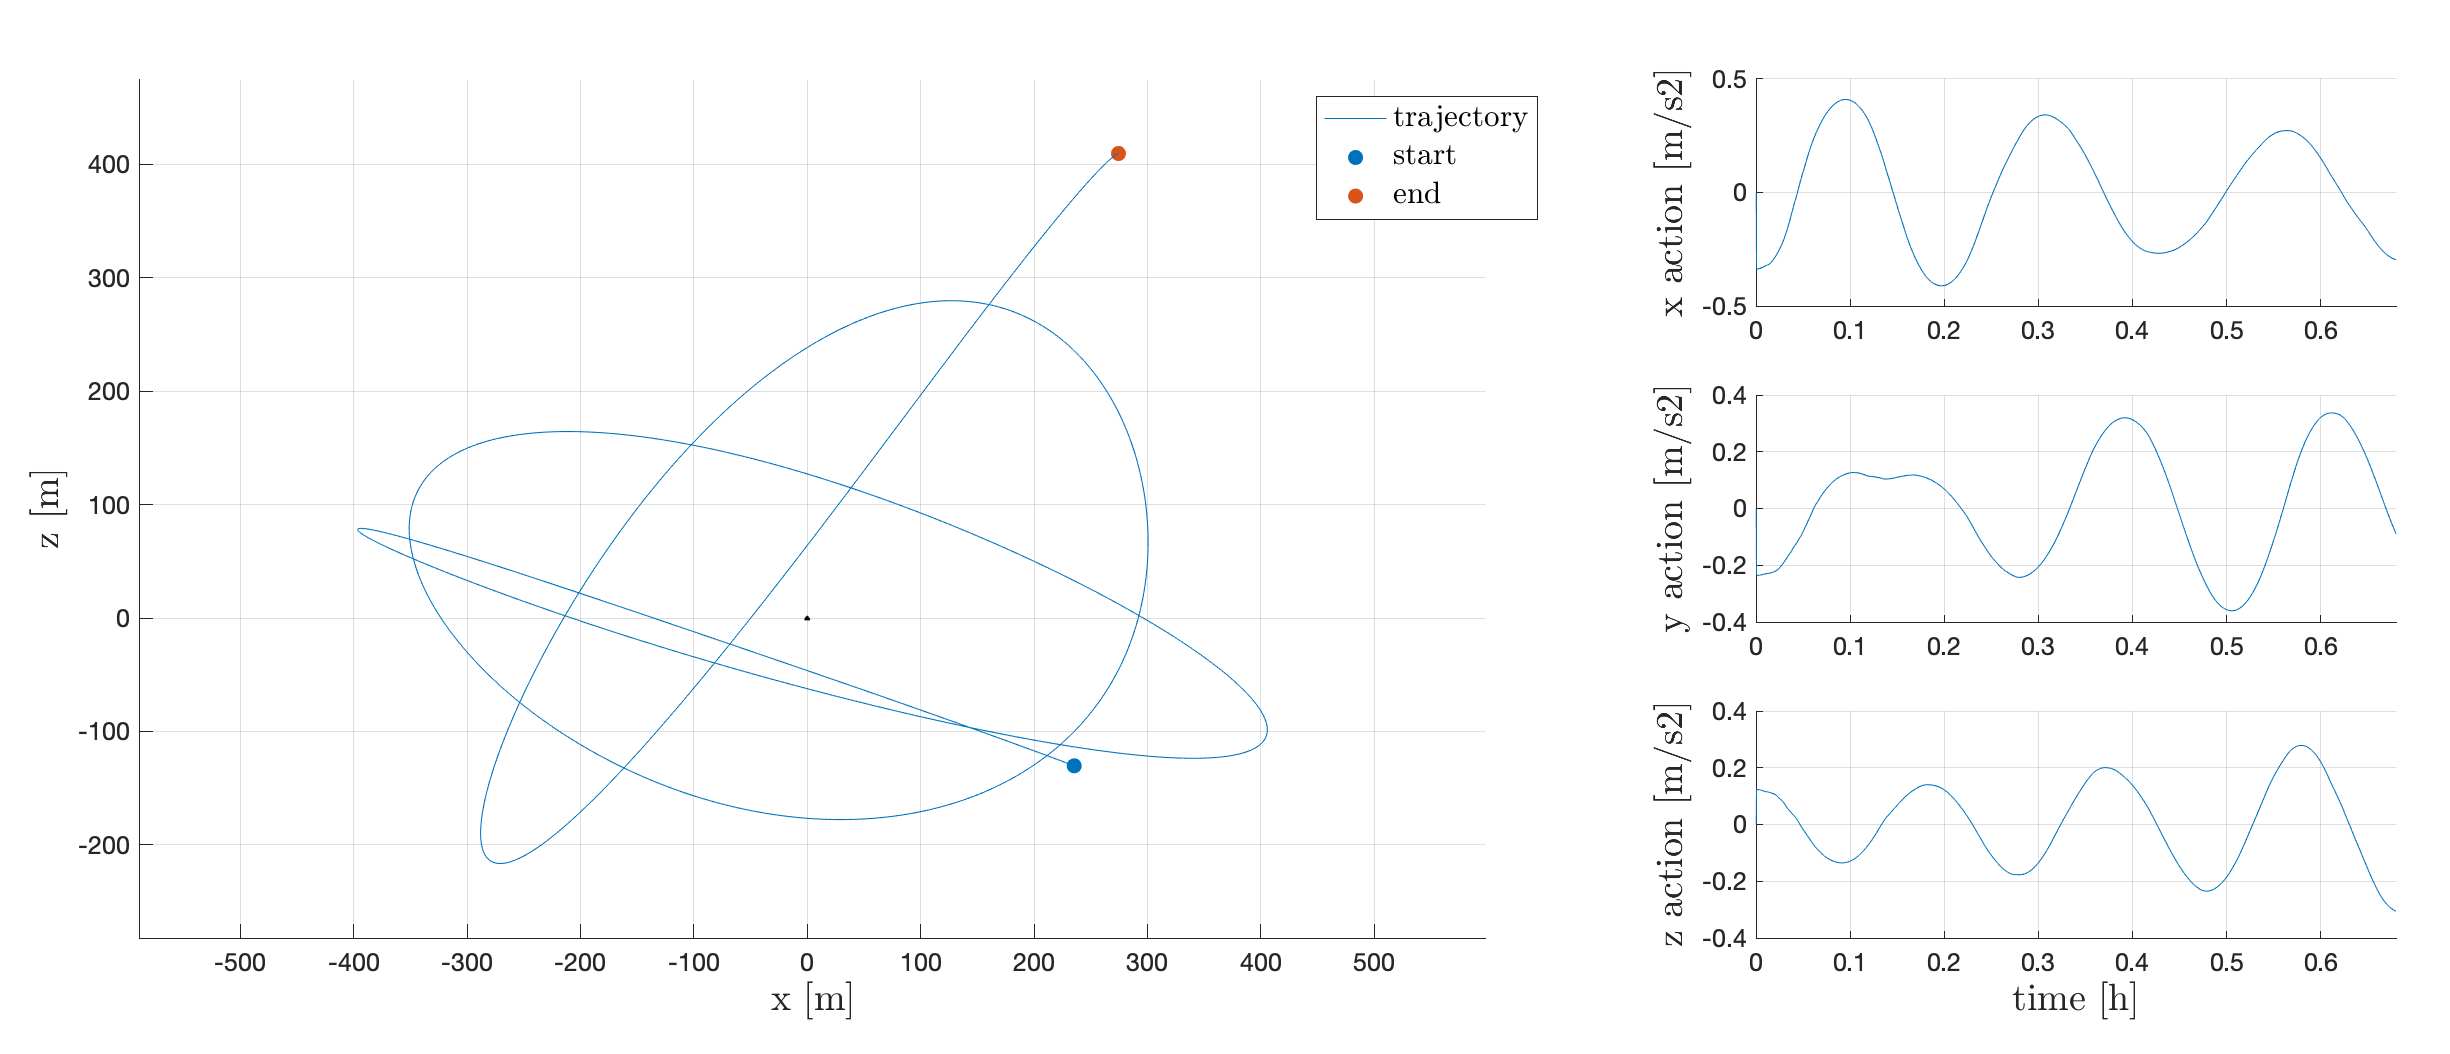 400
300
200
100
0
-100
-200
z [m]
-500 -400 -300 -200 -100 0 100 200 300 400 500
x [m]
trajectory
start
end
0.5
0
-0.5
x action [m/s2]
0 0.1 0.2 0.3 0.4 0.5 0.6
0.4
0.2
0
-0.2
-0.4
y action [m/s2]
0 0.1 0.2 0.3 0.4 0.5 0.6
0.4
0.2
0
-0.2
-0.4
z action [m/s2]
0 0.1 0.2 0.3 0.4 0.5 0.6
time [h]